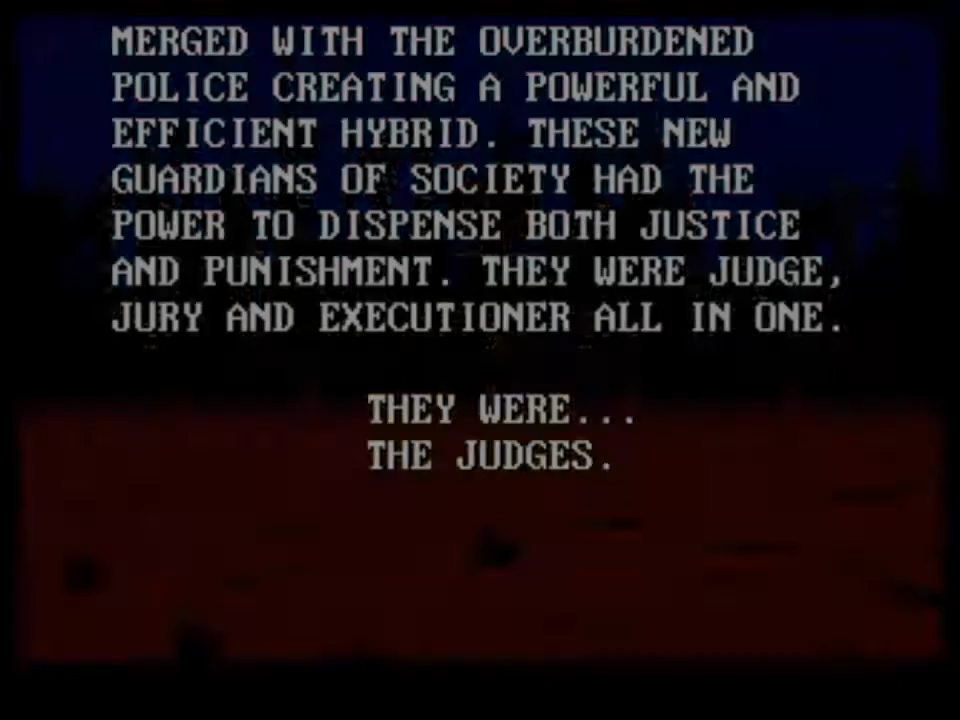 MERGED WITH THE OVERBURDENED
POLICE CREATING A POWERFUL AND
EFFICIENT HYBRID. THESE NEW
GUARDIANS OF SOCIETY HAD THE
POWER TO DISPENSE BOTH JUSTICE
AND PUNISHMENT. THEY WERE JUDGE,
JURY AND EXECUTIONER ALL IN ONE.
THEY WERE...
THE JUDGES.